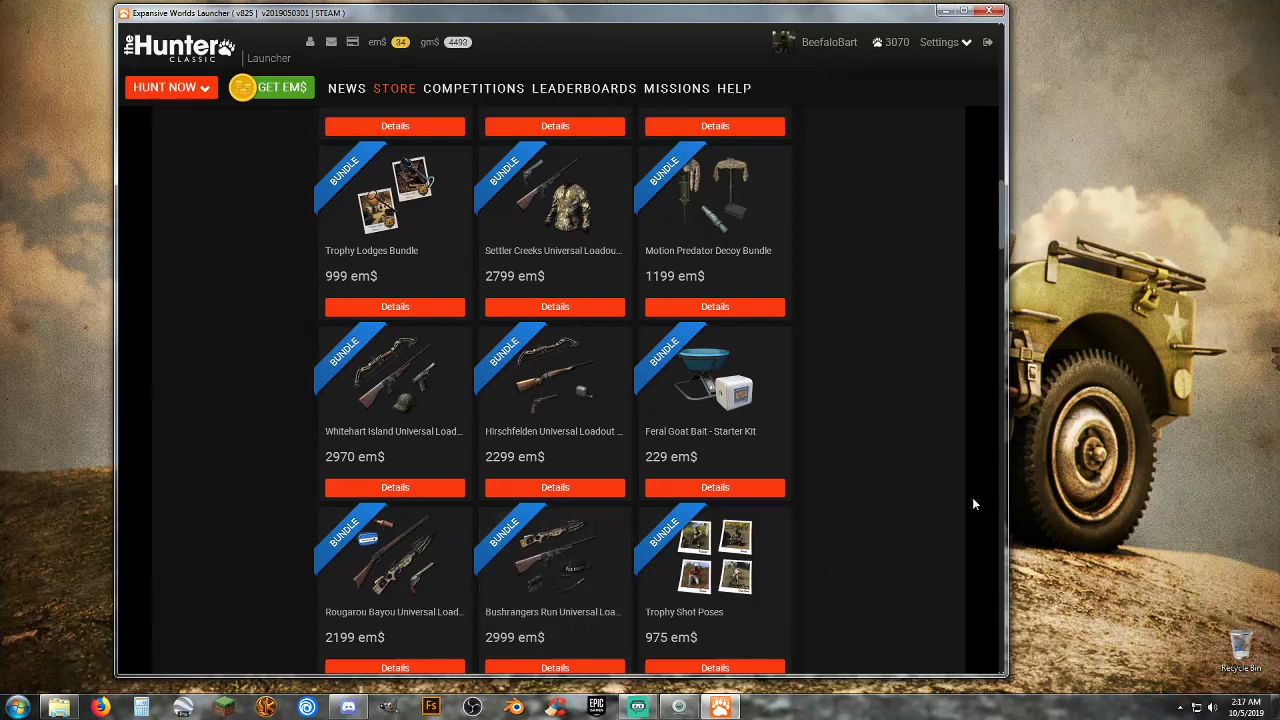 Expansive Worlds Launcher ( v825 | v2019050301 | STEAM )
theHunter
CLASSIC
Launcher
em$ 34 gm$ 4493
BeefaloBart 3070 Settings
HUNT NOW GET EM$ NEWS STORE COMPETITIONS LEADERBOARDS MISSIONS HELP
Details Details Details
BUNDLE BUNDLE BUNDLE
Trophy Lodges Bundle Settler Creeks Universal Loadou... Motion Predator Decoy Bundle
999 em$ 2799 em$ 1199 em$
Details Details Details
BUNDLE BUNDLE BUNDLE
Whitehart Island Universal Load... Hirschfelden Universal Loadout ... Feral Goat Bait - Starter Kit
2970 em$ 2299 em$ 229 em$
Details Details Details
BUNDLE BUNDLE BUNDLE
Rougarou Bayou Universal Load... Bushrangers Run Universal Loa... Trophy Shot Poses
2199 em$ 2999 em$ 975 em$
Details Details Details
Recycle Bin
Pro Fs EPIC GAMES
2:17 AM
10/5/2019